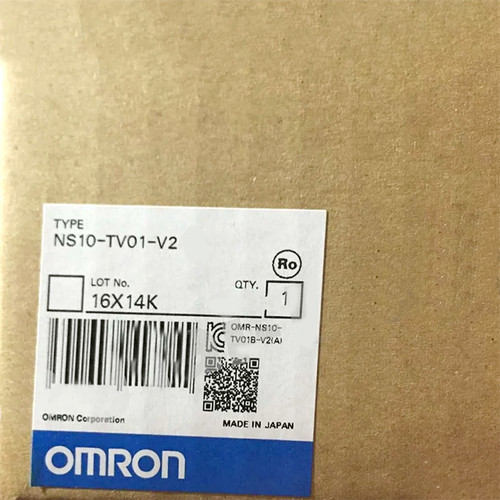 TYPE
NS10-TV01-V2
Ro
LOT No.
QTY.
16X14K
1
OMR-NS10-
TV01B-V2(A)
OMRON Corporation
MADE IN JAPAN
OMRON